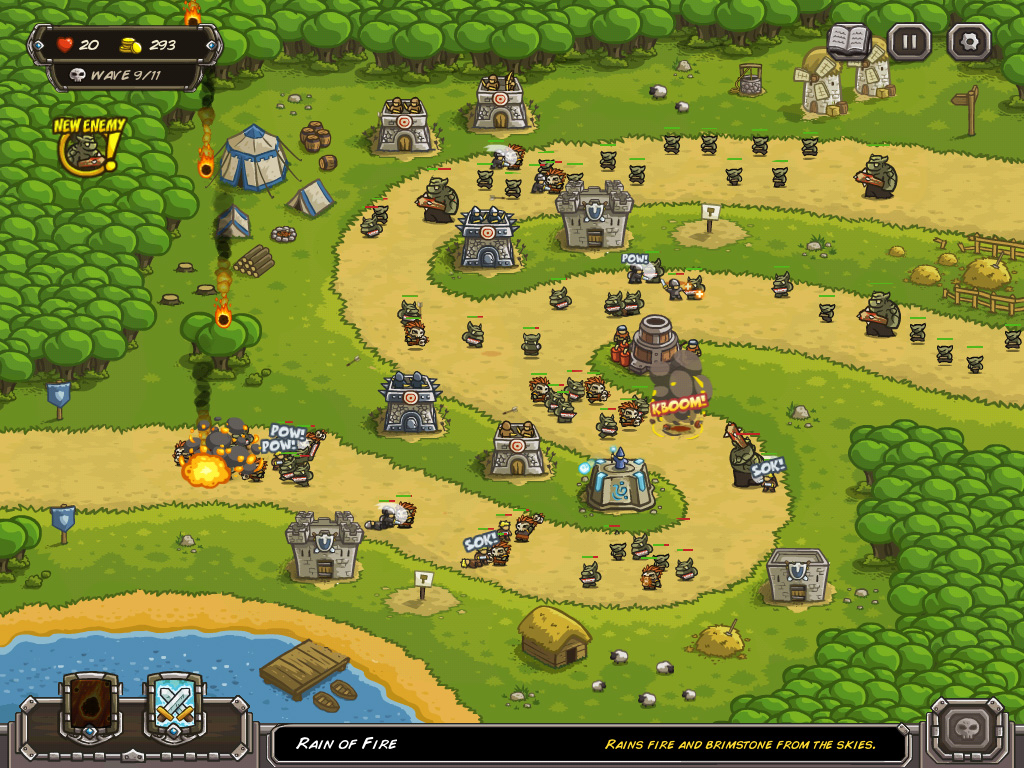 20 293
WAVE 9/11
NEW ENEMY!
POW!
KBOOM!
POW!
POW!
SOK!
SOK!
RAIN OF FIRE
RAINS FIRE AND BRIMSTONE FROM THE SKIES.